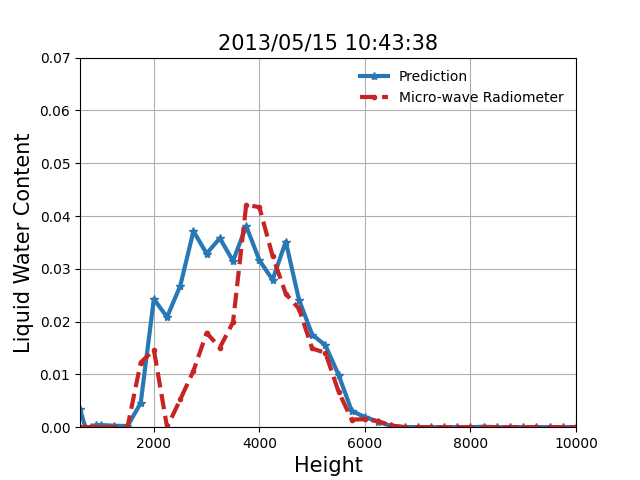 2013/05/15 10:43:38
0.07
0.06
0.05
0.04
0.03
0.02
0.01
0.00
Liquid Water Content
Prediction
Micro-wave Radiometer
2000 4000 6000 8000 10000
Height